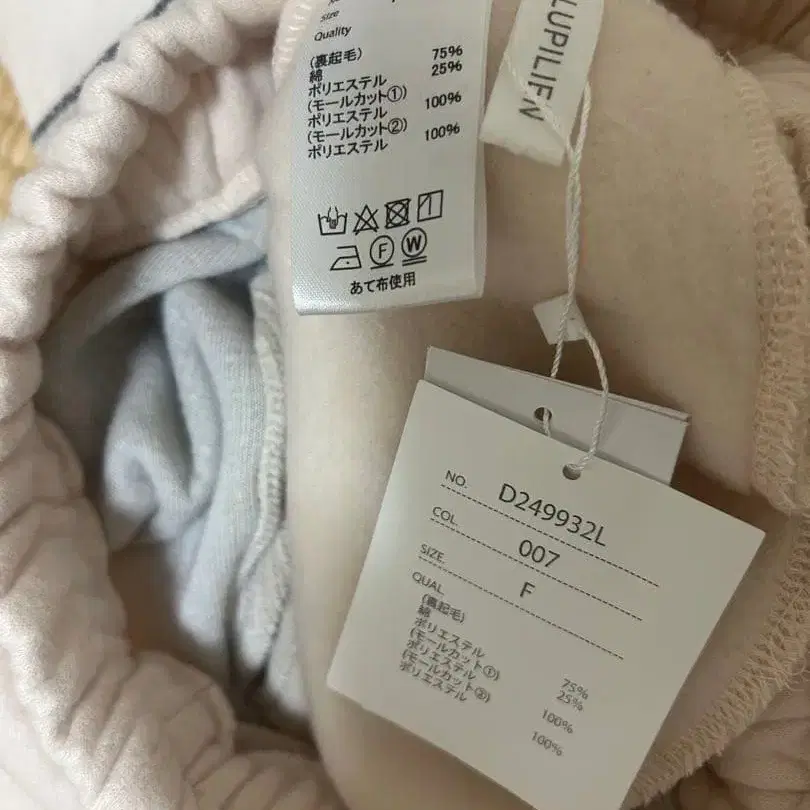 Size
Quality
(裏起毛)
綿 75%
ポリエステル 25%
(モールカット①)
ポリエステル 100%
(モールカット②)
ポリエステル 100%
F
W
あて布使用
LUPILIEN
NO. D249932L
COL. 007
SIZE. F
QUAL
(裏起毛)
綿 75%
ポリエステル 25%
(モールカット①)
ポリエステル 100%
(モールカット②)
ポリエステル 100%